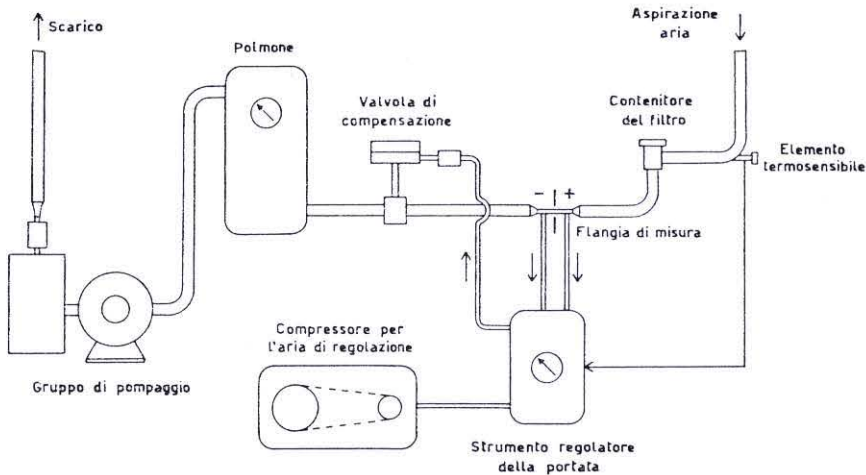 Scarico
Polmone
Aspirazione
aria
Valvola di
compensazione
Contenitore
del filtro
Elemento
termosensibile
- +
Flangia di misura
Compressore per
l'aria di regolazione
Gruppo di pompaggio
Strumento regolatore
della portata